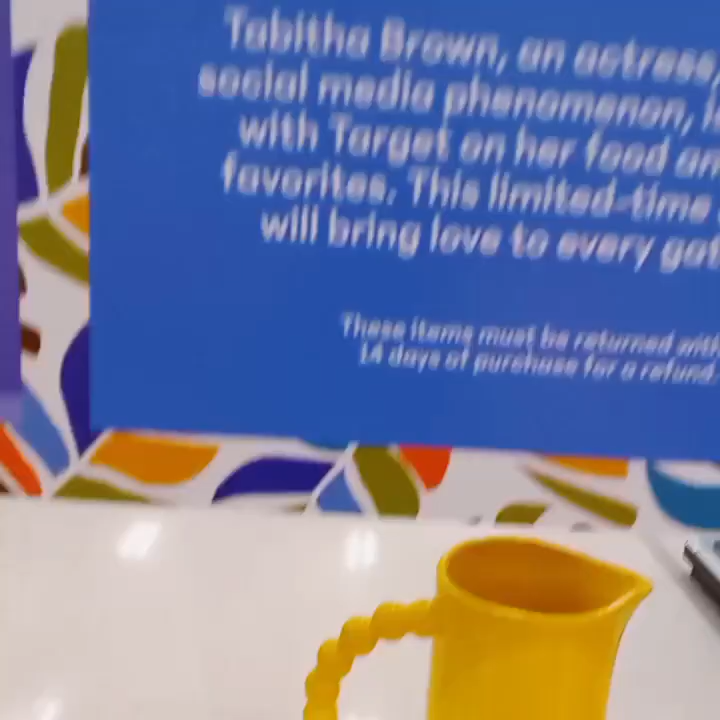 Tabitha Brown, an actress,
social media phenomenon,
with Target on her food
favorites. This limited-time
will bring love to every
These items must be returned
14 days of purchase for a refund.